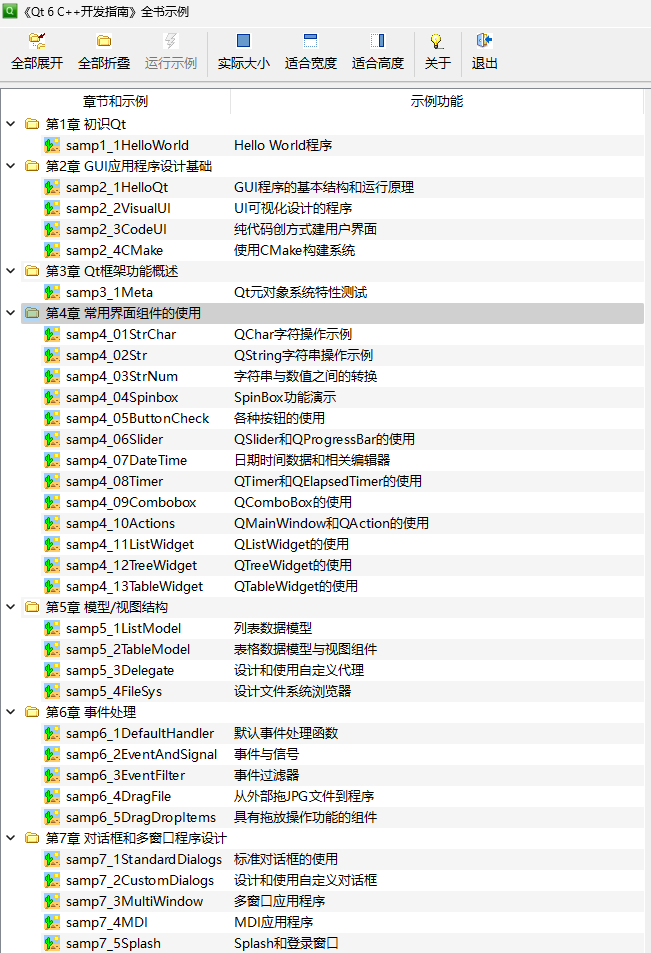 《Qt 6 C++开发指南》全书示例
全部展开 全部折叠 运行示例 实际大小 适合宽度 适合高度 关于 退出
章节和示例 示例功能
第1章 初识Qt
samp1_1HelloWorld Hello World程序
第2章 GUI应用程序设计基础
samp2_1HelloQt GUI程序的基本结构和运行原理
samp2_2VisualUI UI可视化设计的程序
samp2_3CodeUI 纯代码创方式建用户界面
samp2_4CMake 使用CMake构建系统
第3章 Qt框架功能概述
samp3_1Meta Qt元对象系统特性测试
第4章 常用界面组件的使用
samp4_01StrChar QChar字符操作示例
samp4_02Str QString字符串操作示例
samp4_03StrNum 字符串与数值之间的转换
samp4_04Spinbox SpinBox功能演示
samp4_05ButtonCheck 各种按钮的使用
samp4_06Slider QSlider和QProgressBar的使用
samp4_07DateTime 日期时间数据和相关编辑器
samp4_08Timer QTimer和QElapsedTimer的使用
samp4_09Combobox QComboBox的使用
samp4_10Actions QMainWindow和QAction的使用
samp4_11ListWidget QListWidget的使用
samp4_12TreeWidget QTreeWidget的使用
samp4_13TableWidget QTableWidget的使用
第5章 模型/视图结构
samp5_1ListModel 列表数据模型
samp5_2TableModel 表格数据模型与视图组件
samp5_3Delegate 设计和使用自定义代理
samp5_4FileSys 设计文件系统浏览器
第6章 事件处理
samp6_1DefaultHandler 默认事件处理函数
samp6_2EventAndSignal 事件与信号
samp6_3EventFilter 事件过滤器
samp6_4DragFile 从外部拖JPG文件到程序
samp6_5DragDropItems 具有拖放操作功能的组件
第7章 对话框和多窗口程序设计
samp7_1StandardDialogs 标准对话框的使用
samp7_2CustomDialogs 设计和使用自定义对话框
samp7_3MultiWindow 多窗口应用程序
samp7_4MDI MDI应用程序
samp7_5Splash Splash和登录窗口